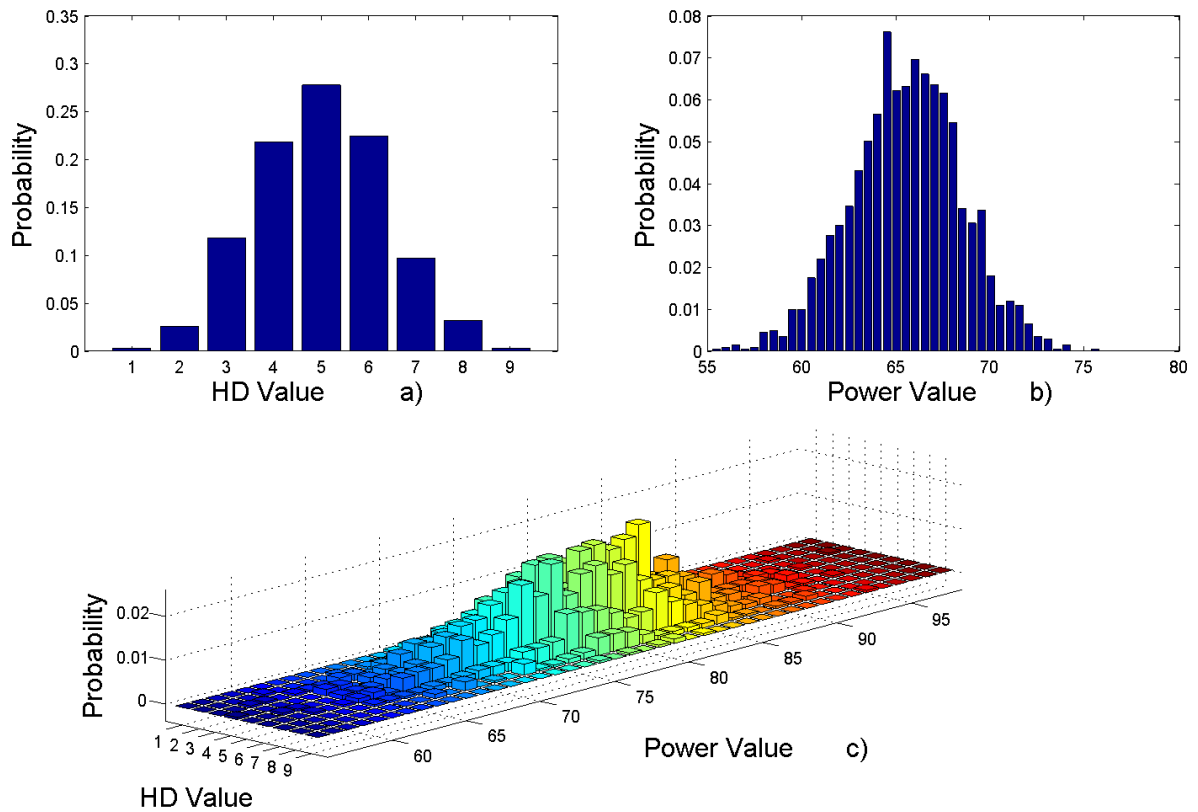 0.35
0.3
0.25
0.2
0.15
0.1
0.05
0
Probability
1 2 3 4 5 6 7 8 9
HD Value a)
0.08
0.07
0.06
0.05
0.04
0.03
0.02
0.01
0
Probability
55 60 65 70 75 80
Power Value b)
0.02
0.01
0
Probability
1 2 3 4 5 6 7 8 9
HD Value
60 65 70 75 80 85 90 95
Power Value c)